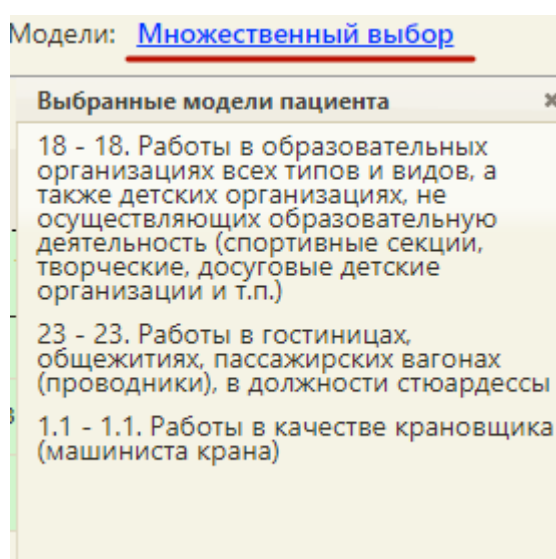 Модели: Множественный выбор
Выбранные модели пациента
18 - 18. Работы в образовательных
организациях всех типов и видов, а
также детских организациях, не
осуществляющих образовательную
деятельность (спортивные секции,
творческие, досуговые детские
организации и т.п.)
23 - 23. Работы в гостиницах,
общежитиях, пассажирских вагонах
(проводники), в должности стюардессы
1.1 - 1.1. Работы в качестве крановщика
(машиниста крана)